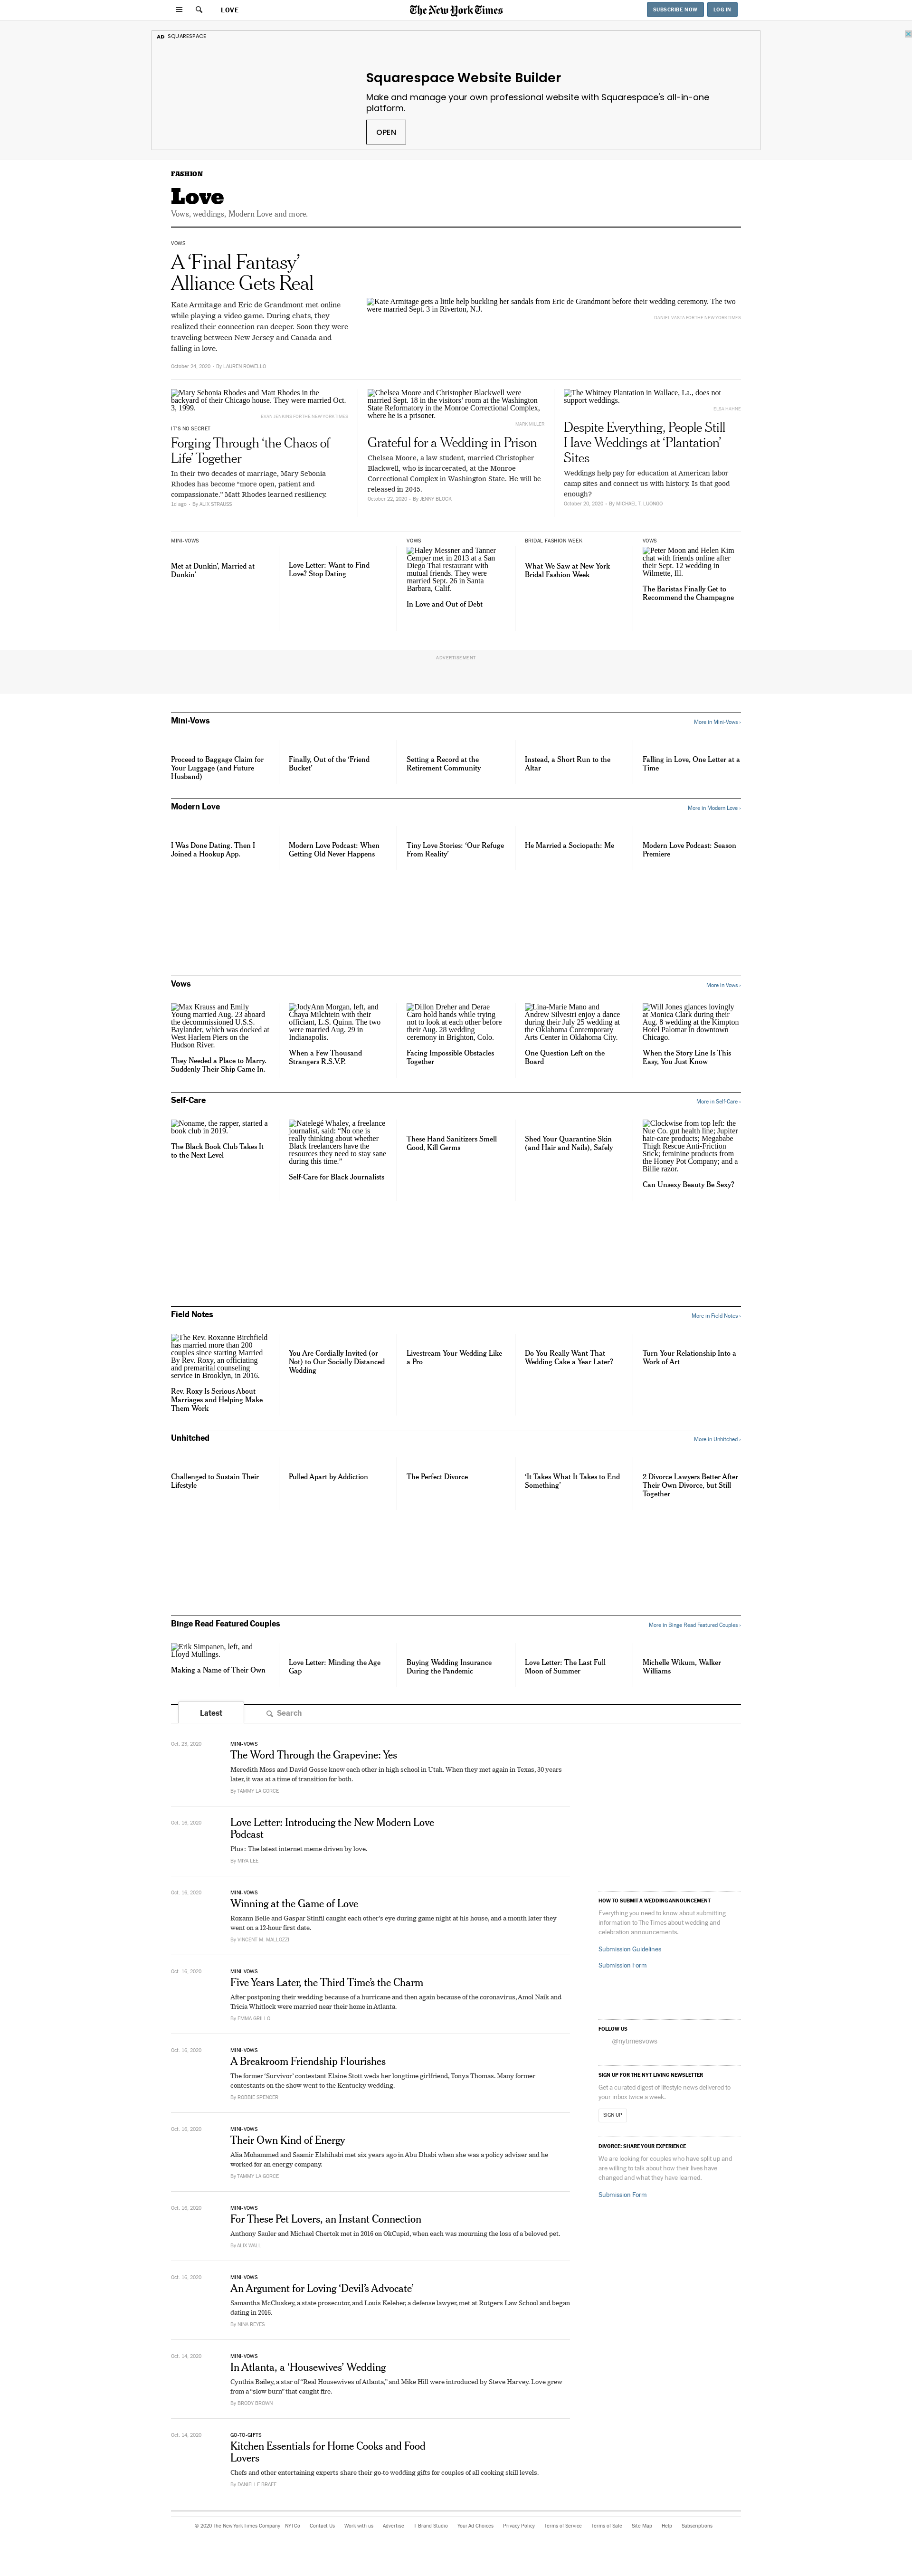 LOVE
The New York Times
SUBSCRIBE NOW
LOG IN
AD SQUARESPACE
Squarespace Website Builder
Make and manage your own professional website with Squarespace's all-in-one
platform.
OPEN
FASHION
Love
Vows, weddings, Modern Love and more.
VOWS
A ‘Final Fantasy’
Alliance Gets Real
Kate Armitage and Eric de Grandmont met online
while playing a video game. During chats, they
realized their connection ran deeper. Soon they were
traveling between New Jersey and Canada and
falling in love.
October 24, 2020 - By LAUREN ROWELLO
Kate Armitage gets a little help buckling her sandals from Eric de Grandmont before their wedding ceremony. The two
were married Sept. 3 in Riverton, N.J.
DANIEL VASTA FOR THE NEW YORK TIMES
Mary Sebonia Rhodes and Matt Rhodes in the
backyard of their Chicago house. They were married Oct.
3, 1999.
EVAN JENKINS FOR THE NEW YORK TIMES
IT'S NO SECRET
Forging Through ‘the Chaos of
Life’ Together
In their two decades of marriage, Mary Sebonia
Rhodes has become “more open, patient and
compassionate.” Matt Rhodes learned resiliency.
1d ago - By ALIX STRAUSS
Chelsea Moore and Christopher Blackwell were
married Sept. 18 in the visitors’ room at the Washington
State Reformatory in the Monroe Correctional Complex,
where he is a prisoner.
MARK MILLER
Grateful for a Wedding in Prison
Chelsea Moore, a law student, married Christopher
Blackwell, who is incarcerated, at the Monroe
Correctional Complex in Washington State. He will be
released in 2045.
October 22, 2020 - By JENNY BLOCK
The Whitney Plantation in Wallace, La., does not
support weddings.
ELSA HAHNE
Despite Everything, People Still
Have Weddings at ‘Plantation’
Sites
Weddings help pay for education at American labor
camp sites and connect us with history. Is that good
enough?
October 20, 2020 - By MICHAEL T. LUONGO
MINI-VOWS
Met at Dunkin’, Married at
Dunkin’
Love Letter: Want to Find
Love? Stop Dating
VOWS
Haley Messner and Tanner
Cemper met in 2013 at a San
Diego Thai restaurant with
mutual friends. They were
married Sept. 26 in Santa
Barbara, Calif.
In Love and Out of Debt
BRIDAL FASHION WEEK
What We Saw at New York
Bridal Fashion Week
VOWS
Peter Moon and Helen Kim
chat with friends online after
their Sept. 12 wedding in
Wilmette, Ill.
The Baristas Finally Get to
Recommend the Champagne
ADVERTISEMENT
Mini-Vows
More in Mini-Vows ›
Proceed to Baggage Claim for
Your Luggage (and Future
Husband)
Finally, Out of the ‘Friend
Bucket’
Setting a Record at the
Retirement Community
Instead, a Short Run to the
Altar
Falling in Love, One Letter at a
Time
Modern Love
More in Modern Love ›
I Was Done Dating. Then I
Joined a Hookup App.
Modern Love Podcast: When
Getting Old Never Happens
Tiny Love Stories: ‘Our Refuge
From Reality’
He Married a Sociopath: Me
Modern Love Podcast: Season
Premiere
Vows
More in Vows ›
Max Krauss and Emily
Young married Aug. 23 aboard
the decommissioned U.S.S.
Baylander, which was docked at
West Harlem Piers on the
Hudson River.
They Needed a Place to Marry.
Suddenly Their Ship Came In.
JodyAnn Morgan, left, and
Chaya Milchtein with their
officiant, L.S. Quinn. The two
were married Aug. 29 in
Indianapolis.
When a Few Thousand
Strangers R.S.V.P.
Dillon Dreher and Derae
Caro hold hands while trying
not to look at each other before
their Aug. 28 wedding
ceremony in Brighton, Colo.
Facing Impossible Obstacles
Together
Lina-Marie Mano and
Andrew Silvestri enjoy a dance
during their July 25 wedding at
the Oklahoma Contemporary
Arts Center in Oklahoma City.
One Question Left on the
Board
Will Jones glances lovingly
at Monica Clark during their
Aug. 8 wedding at the Kimpton
Hotel Palomar in downtown
Chicago.
When the Story Line Is This
Easy, You Just Know
Self-Care
More in Self-Care ›
Noname, the rapper, started a
book club in 2019.
The Black Book Club Takes It
to the Next Level
Natelegé Whaley, a freelance
journalist, said: “No one is
really thinking about whether
Black freelancers have the
resources they need to stay sane
during this time.”
Self-Care for Black Journalists
These Hand Sanitizers Smell
Good, Kill Germs
Shed Your Quarantine Skin
(and Hair and Nails), Safely
Clockwise from top left: the
Nue Co. gut health line; Jupiter
hair-care products; Megababe
Thigh Rescue Anti-Friction
Stick; feminine products from
the Honey Pot Company; and a
Billie razor.
Can Unsexy Beauty Be Sexy?
Field Notes
More in Field Notes ›
The Rev. Roxanne Birchfield
has married more than 200
couples since starting Married
By Rev. Roxy, an officiating
and premarital counseling
service in Brooklyn, in 2016.
Rev. Roxy Is Serious About
Marriages and Helping Make
Them Work
You Are Cordially Invited (or
Not) to Our Socially Distanced
Wedding
Livestream Your Wedding Like
a Pro
Do You Really Want That
Wedding Cake a Year Later?
Turn Your Relationship Into a
Work of Art
Unhitched
More in Unhitched ›
Challenged to Sustain Their
Lifestyle
Pulled Apart by Addiction
The Perfect Divorce
‘It Takes What It Takes to End
Something’
2 Divorce Lawyers Better After
Their Own Divorce, but Still
Together
Binge Read Featured Couples
More in Binge Read Featured Couples ›
Erik Simpanen, left, and
Lloyd Mullings.
Making a Name of Their Own
Love Letter: Minding the Age
Gap
Buying Wedding Insurance
During the Pandemic
Love Letter: The Last Full
Moon of Summer
Michelle Wikum, Walker
Williams
Latest
Search
Oct. 23, 2020
MINI-VOWS
The Word Through the Grapevine: Yes
Meredith Moss and David Gosse knew each other in high school in Utah. When they met again in Texas, 30 years
later, it was at a time of transition for both.
By TAMMY LA GORCE
Oct. 16, 2020
Love Letter: Introducing the New Modern Love
Podcast
Plus: The latest internet meme driven by love.
By MIYA LEE
Oct. 16, 2020
MINI-VOWS
Winning at the Game of Love
Roxann Belle and Gaspar Stinfil caught each other’s eye during game night at his house, and a month later they
went on a 12-hour first date.
By VINCENT M. MALLOZZI
Oct. 16, 2020
MINI-VOWS
Five Years Later, the Third Time’s the Charm
After postponing their wedding because of a hurricane and then again because of the coronavirus, Amol Naik and
Tricia Whitlock were married near their home in Atlanta.
By EMMA GRILLO
Oct. 16, 2020
MINI-VOWS
A Breakroom Friendship Flourishes
The former ‘Survivor’ contestant Elaine Stott weds her longtime girlfriend, Tonya Thomas. Many former
contestants on the show went to the Kentucky wedding.
By ROBBIE SPENCER
Oct. 16, 2020
MINI-VOWS
Their Own Kind of Energy
Alia Mohammed and Saamir Elshihabi met six years ago in Abu Dhabi when she was a policy adviser and he
worked for an energy company.
By TAMMY LA GORCE
Oct. 16, 2020
MINI-VOWS
For These Pet Lovers, an Instant Connection
Anthony Sauler and Michael Chertok met in 2016 on OkCupid, when each was mourning the loss of a beloved pet.
By ALIX WALL
Oct. 16, 2020
MINI-VOWS
An Argument for Loving ‘Devil’s Advocate’
Samantha McCluskey, a state prosecutor, and Louis Keleher, a defense lawyer, met at Rutgers Law School and began
dating in 2016.
By NINA REYES
Oct. 14, 2020
MINI-VOWS
In Atlanta, a ‘Housewives’ Wedding
Cynthia Bailey, a star of “Real Housewives of Atlanta,” and Mike Hill were introduced by Steve Harvey. Love grew
from a “slow burn” that caught fire.
By BRODY BROWN
Oct. 14, 2020
GO-TO-GIFTS
Kitchen Essentials for Home Cooks and Food
Lovers
Chefs and other entertaining experts share their go-to wedding gifts for couples of all cooking skill levels.
By DANIELLE BRAFF
HOW TO SUBMIT A WEDDING ANNOUNCEMENT
Everything you need to know about submitting
information to The Times about wedding and
celebration announcements.
Submission Guidelines
Submission Form
FOLLOW US
@nytimesvows
SIGN UP FOR THE NYT LIVING NEWSLETTER
Get a curated digest of lifestyle news delivered to
your inbox twice a week.
SIGN UP
DIVORCE: SHARE YOUR EXPERIENCE
We are looking for couples who have split up and
are willing to talk about how their lives have
changed and what they have learned.
Submission Form
© 2020 The New York Times Company NYTCo Contact Us Work with us Advertise T Brand Studio Your Ad Choices Privacy Policy Terms of Service Terms of Sale Site Map Help Subscriptions